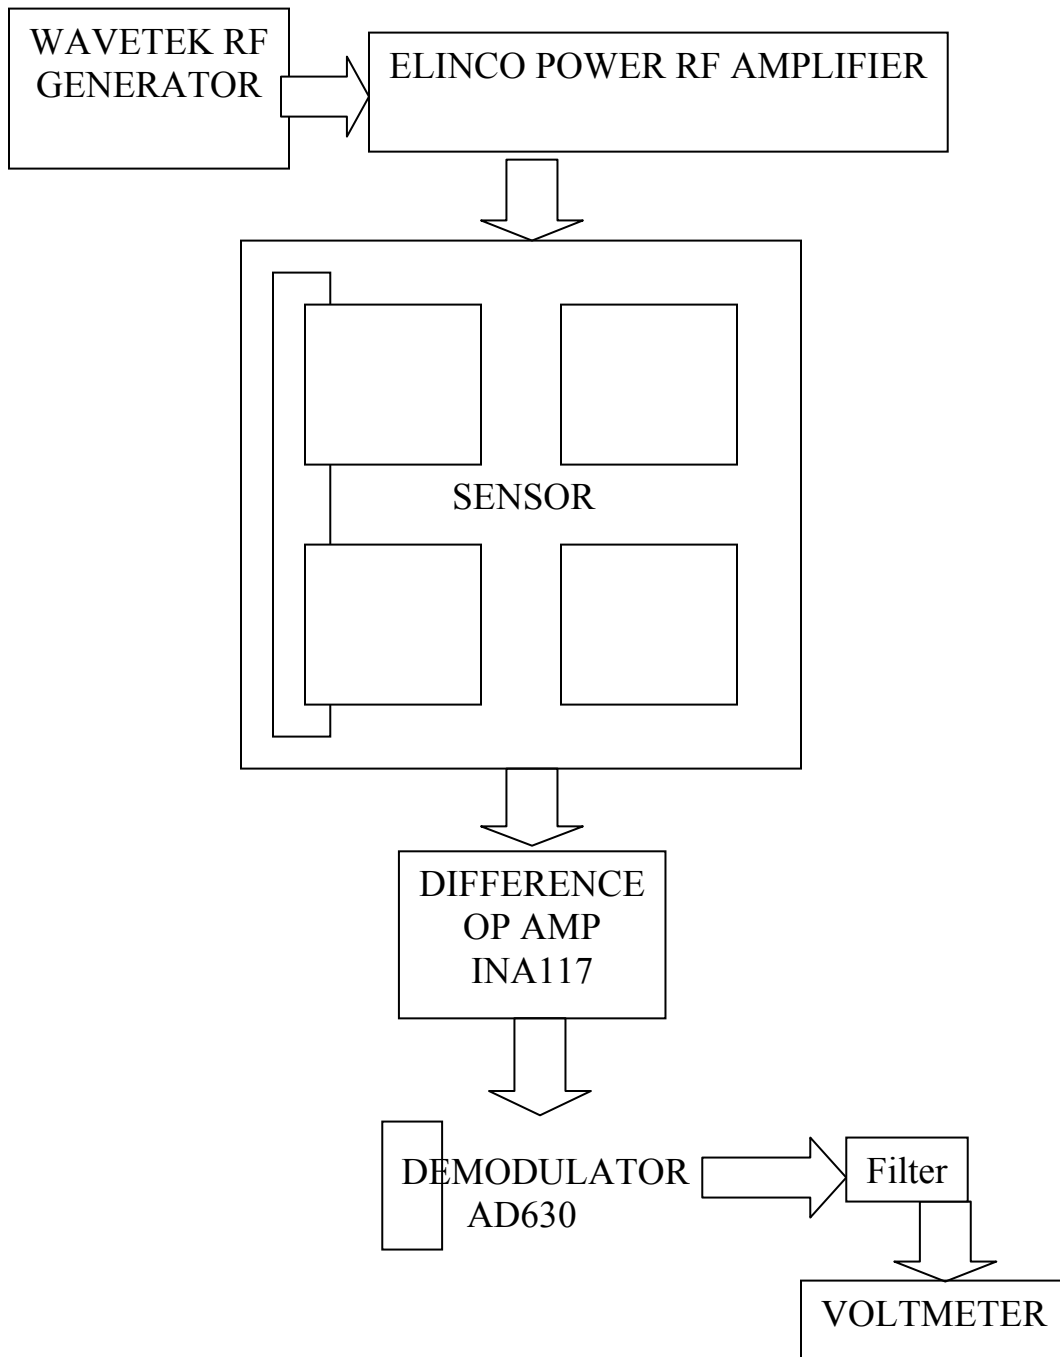 WAVETEK RF
GENERATOR
ELINCO POWER RF AMPLIFIER
SENSOR
DIFFERENCE
OP AMP
INA117
DEMODULATOR
AD630
Filter
VOLTMETER